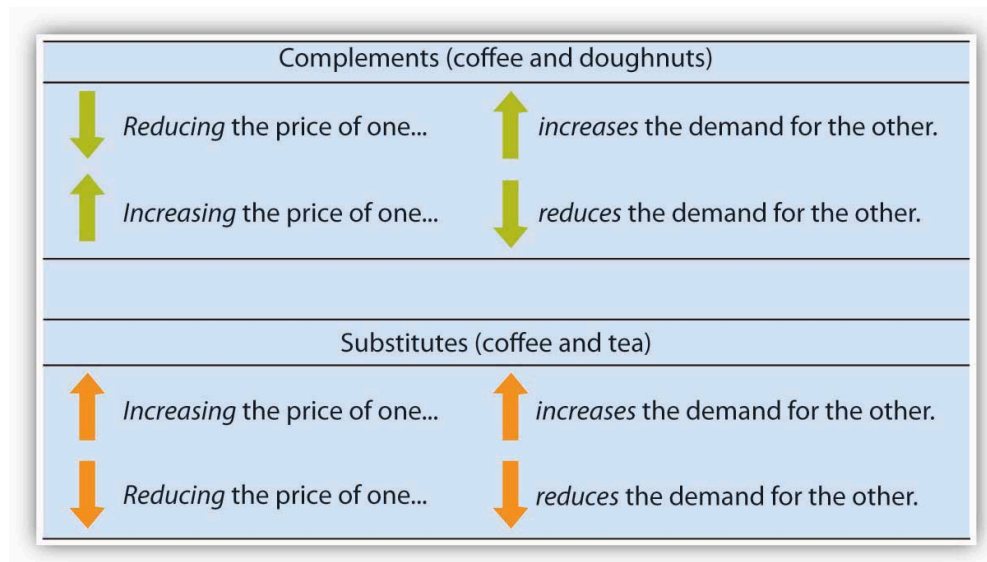 Complements (coffee and doughnuts)
Reducing the price of one... increases the demand for the other.
Increasing the price of one... reduces the demand for the other.
Substitutes (coffee and tea)
Increasing the price of one... increases the demand for the other.
Reducing the price of one... reduces the demand for the other.